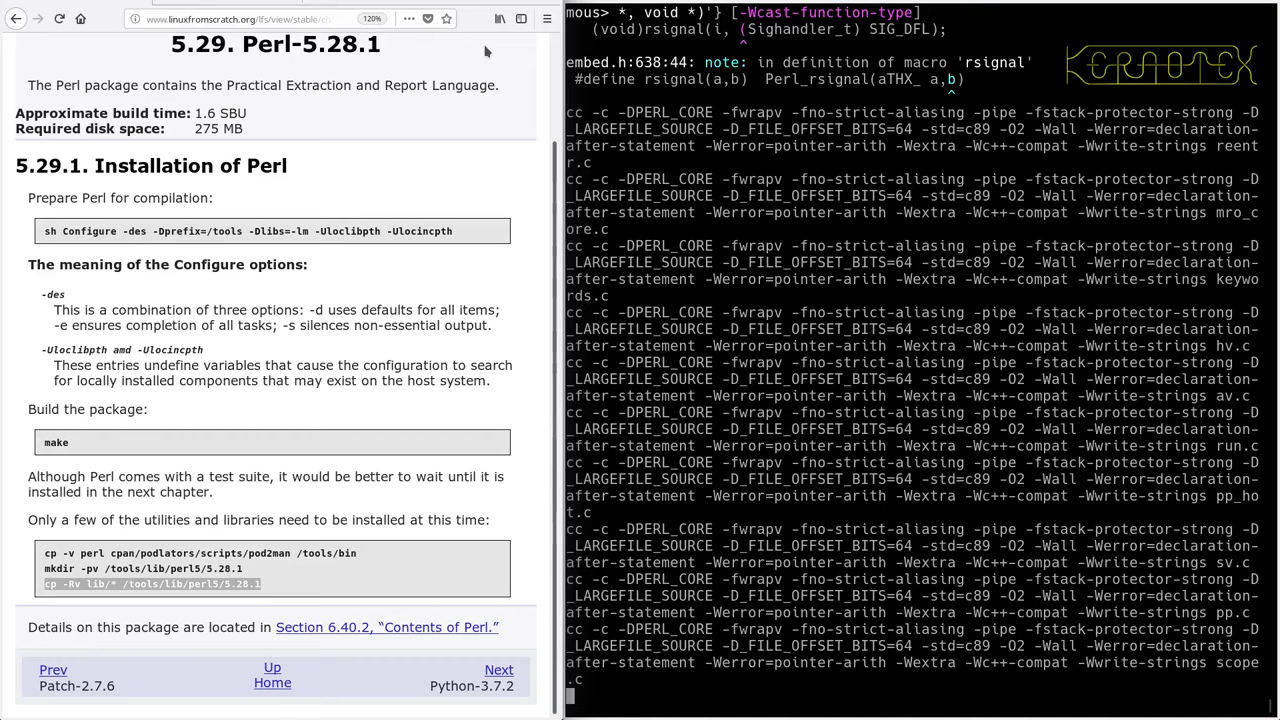 www.linuxfromscratch.org/lfs/view/stable/ch
120%
5.29. Perl-5.28.1
The Perl package contains the Practical Extraction and Report Language.
Approximate build time: 1.6 SBU
Required disk space: 275 MB
5.29.1. Installation of Perl
Prepare Perl for compilation:
sh Configure -des -Dprefix=/tools -Dlibs=-lm -Uloclibpth -Ulocincpth
The meaning of the Configure options:
-des
This is a combination of three options: -d uses defaults for all items;
-e ensures completion of all tasks; -s silences non-essential output.
-Uloclibpth amd -Ulocincpth
These entries undefine variables that cause the configuration to search
for locally installed components that may exist on the host system.
Build the package:
make
Although Perl comes with a test suite, it would be better to wait until it is
installed in the next chapter.
Only a few of the utilities and libraries need to be installed at this time:
cp -v perl cpan/podlators/scripts/pod2man /tools/bin
mkdir -pv /tools/lib/perl5/5.28.1
cp -Rv lib/* /tools/lib/perl5/5.28.1
Details on this package are located in Section 6.40.2, “Contents of Perl.”
Prev
Patch-2.7.6
Up
Home
Next
Python-3.7.2
mous> *, void *)'} [-Wcast-function-type]
(void)rsignal(i, (Sighandler_t) SIG_DFL);
^
embed.h:638:44: note: in definition of macro 'rsignal'
#define rsignal(a,b)  Perl_rsignal(aTHX_ a,b)
^
KERAOTEX
cc -c -DPERL_CORE -fwrapv -fno-strict-aliasing -pipe -fstack-protector-strong -D
_LARGEFILE_SOURCE -D_FILE_OFFSET_BITS=64 -std=c89 -O2 -Wall -Werror=declaration-
after-statement -Werror=pointer-arith -Wextra -Wc++-compat -Wwrite-strings reent
r.c
cc -c -DPERL_CORE -fwrapv -fno-strict-aliasing -pipe -fstack-protector-strong -D
_LARGEFILE_SOURCE -D_FILE_OFFSET_BITS=64 -std=c89 -O2 -Wall -Werror=declaration-
after-statement -Werror=pointer-arith -Wextra -Wc++-compat -Wwrite-strings mro_c
ore.c
cc -c -DPERL_CORE -fwrapv -fno-strict-aliasing -pipe -fstack-protector-strong -D
_LARGEFILE_SOURCE -D_FILE_OFFSET_BITS=64 -std=c89 -O2 -Wall -Werror=declaration-
after-statement -Werror=pointer-arith -Wextra -Wc++-compat -Wwrite-strings keywo
rds.c
cc -c -DPERL_CORE -fwrapv -fno-strict-aliasing -pipe -fstack-protector-strong -D
_LARGEFILE_SOURCE -D_FILE_OFFSET_BITS=64 -std=c89 -O2 -Wall -Werror=declaration-
after-statement -Werror=pointer-arith -Wextra -Wc++-compat -Wwrite-strings hv.c
cc -c -DPERL_CORE -fwrapv -fno-strict-aliasing -pipe -fstack-protector-strong -D
_LARGEFILE_SOURCE -D_FILE_OFFSET_BITS=64 -std=c89 -O2 -Wall -Werror=declaration-
after-statement -Werror=pointer-arith -Wextra -Wc++-compat -Wwrite-strings av.c
cc -c -DPERL_CORE -fwrapv -fno-strict-aliasing -pipe -fstack-protector-strong -D
_LARGEFILE_SOURCE -D_FILE_OFFSET_BITS=64 -std=c89 -O2 -Wall -Werror=declaration-
after-statement -Werror=pointer-arith -Wextra -Wc++-compat -Wwrite-strings run.c
cc -c -DPERL_CORE -fwrapv -fno-strict-aliasing -pipe -fstack-protector-strong -D
_LARGEFILE_SOURCE -D_FILE_OFFSET_BITS=64 -std=c89 -O2 -Wall -Werror=declaration-
after-statement -Werror=pointer-arith -Wextra -Wc++-compat -Wwrite-strings pp_ho
t.c
cc -c -DPERL_CORE -fwrapv -fno-strict-aliasing -pipe -fstack-protector-strong -D
_LARGEFILE_SOURCE -D_FILE_OFFSET_BITS=64 -std=c89 -O2 -Wall -Werror=declaration-
after-statement -Werror=pointer-arith -Wextra -Wc++-compat -Wwrite-strings sv.c
cc -c -DPERL_CORE -fwrapv -fno-strict-aliasing -pipe -fstack-protector-strong -D
_LARGEFILE_SOURCE -D_FILE_OFFSET_BITS=64 -std=c89 -O2 -Wall -Werror=declaration-
after-statement -Werror=pointer-arith -Wextra -Wc++-compat -Wwrite-strings pp.c
cc -c -DPERL_CORE -fwrapv -fno-strict-aliasing -pipe -fstack-protector-strong -D
_LARGEFILE_SOURCE -D_FILE_OFFSET_BITS=64 -std=c89 -O2 -Wall -Werror=declaration-
after-statement -Werror=pointer-arith -Wextra -Wc++-compat -Wwrite-strings scope
.c